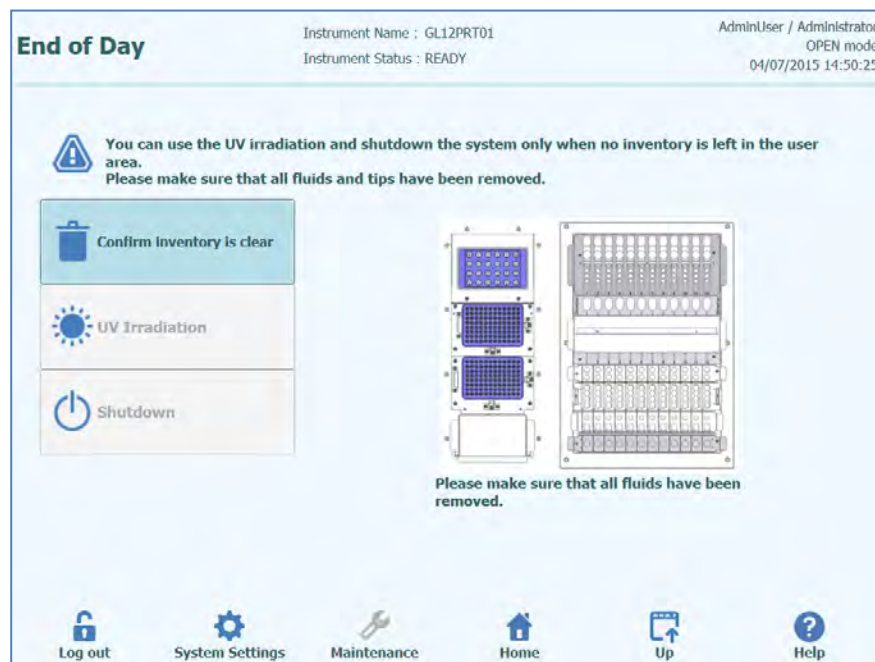 End of Day
Instrument Name : GL12PRT01
Instrument Status : READY
AdminUser / Administrator
OPEN mode
04/07/2015 14:50:25
You can use the UV irradiation and shutdown the system only when no inventory is left in the user
area.
Please make sure that all fluids and tips have been removed.
Confirm inventory is clear
UV Irradiation
Shutdown
Please make sure that all fluids have been
removed.
Log out
System Settings
Maintenance
Home
Up
Help